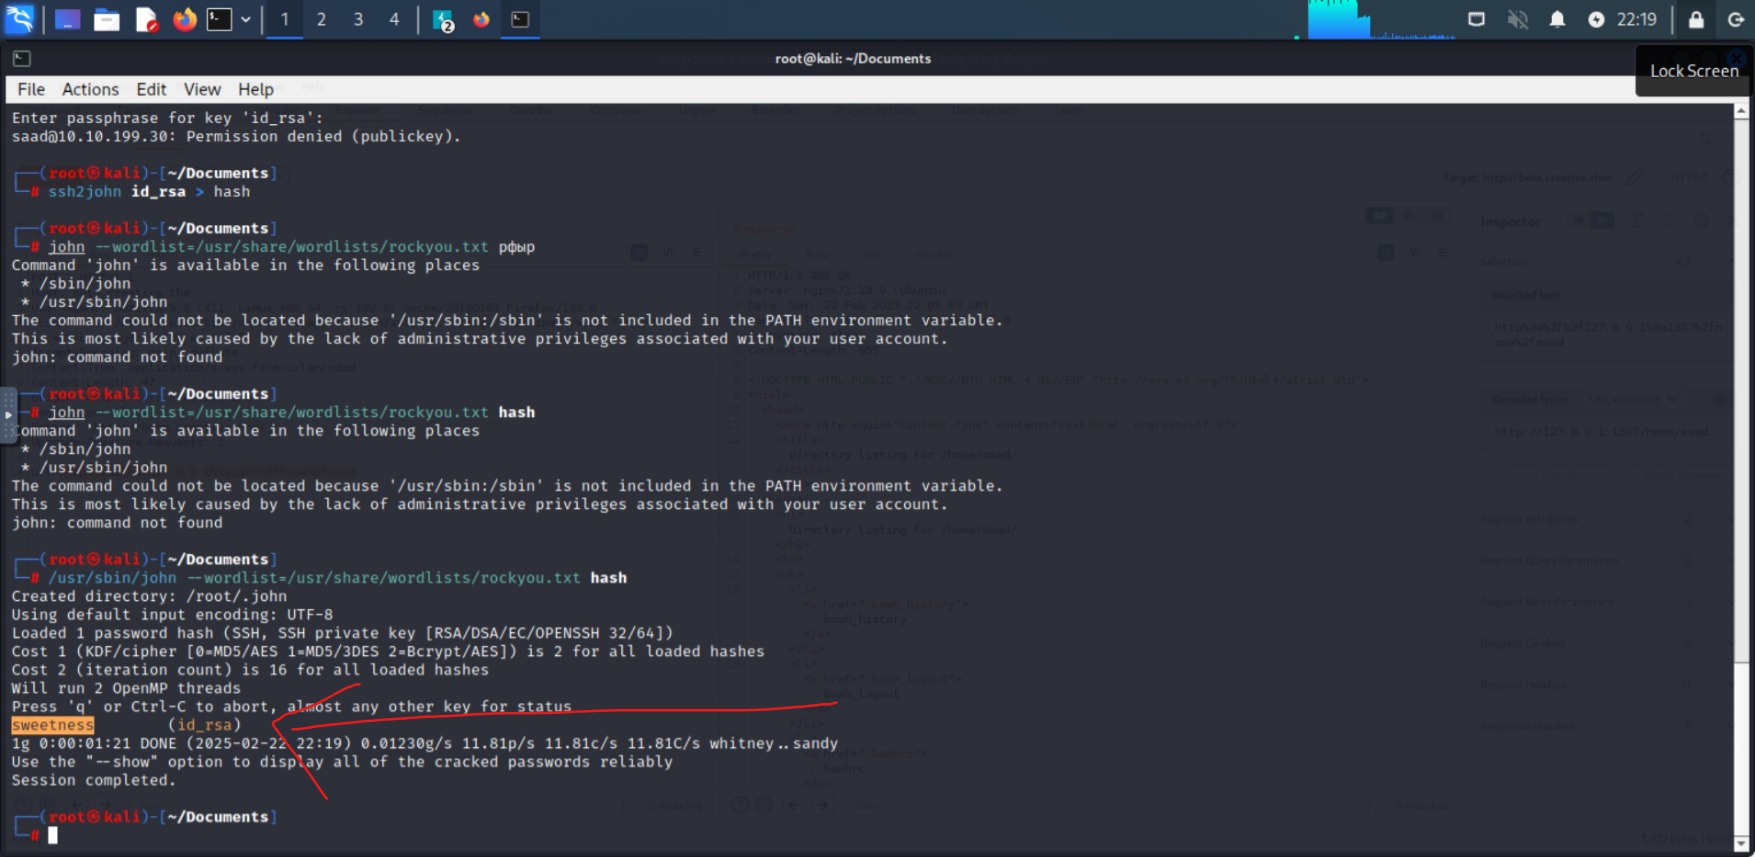 1 2 3 4 2 22:19
root@kali: ~/Documents
Lock Screen
File Actions Edit View Help
Enter passphrase for key 'id_rsa':
saad@10.10.199.30: Permission denied (publickey).
(root㉿kali)-[~/Documents]
# ssh2john id_rsa > hash
(root㉿kali)-[~/Documents]
# john --wordlist=/usr/share/wordlists/rockyou.txt рфыр
Command 'john' is available in the following places
* /sbin/john
* /usr/sbin/john
The command could not be located because '/usr/sbin:/sbin' is not included in the PATH environment variable.
This is most likely caused by the lack of administrative privileges associated with your user account.
john: command not found
(root㉿kali)-[~/Documents]
# john --wordlist=/usr/share/wordlists/rockyou.txt hash
Command 'john' is available in the following places
* /sbin/john
* /usr/sbin/john
The command could not be located because '/usr/sbin:/sbin' is not included in the PATH environment variable.
This is most likely caused by the lack of administrative privileges associated with your user account.
john: command not found
(root㉿kali)-[~/Documents]
# /usr/sbin/john --wordlist=/usr/share/wordlists/rockyou.txt hash
Created directory: /root/.john
Using default input encoding: UTF-8
Loaded 1 password hash (SSH, SSH private key [RSA/DSA/EC/OPENSSH 32/64])
Cost 1 (KDF/cipher [0=MD5/AES 1=MD5/3DES 2=Bcrypt/AES]) is 2 for all loaded hashes
Cost 2 (iteration count) is 16 for all loaded hashes
Will run 2 OpenMP threads
Press 'q' or Ctrl-C to abort, almost any other key for status
sweetness (id_rsa)
1g 0:00:01:21 DONE (2025-02-22 22:19) 0.01230g/s 11.81p/s 11.81c/s 11.81C/s whitney..sandy
Use the "--show" option to display all of the cracked passwords reliably
Session completed.
(root㉿kali)-[~/Documents]
#